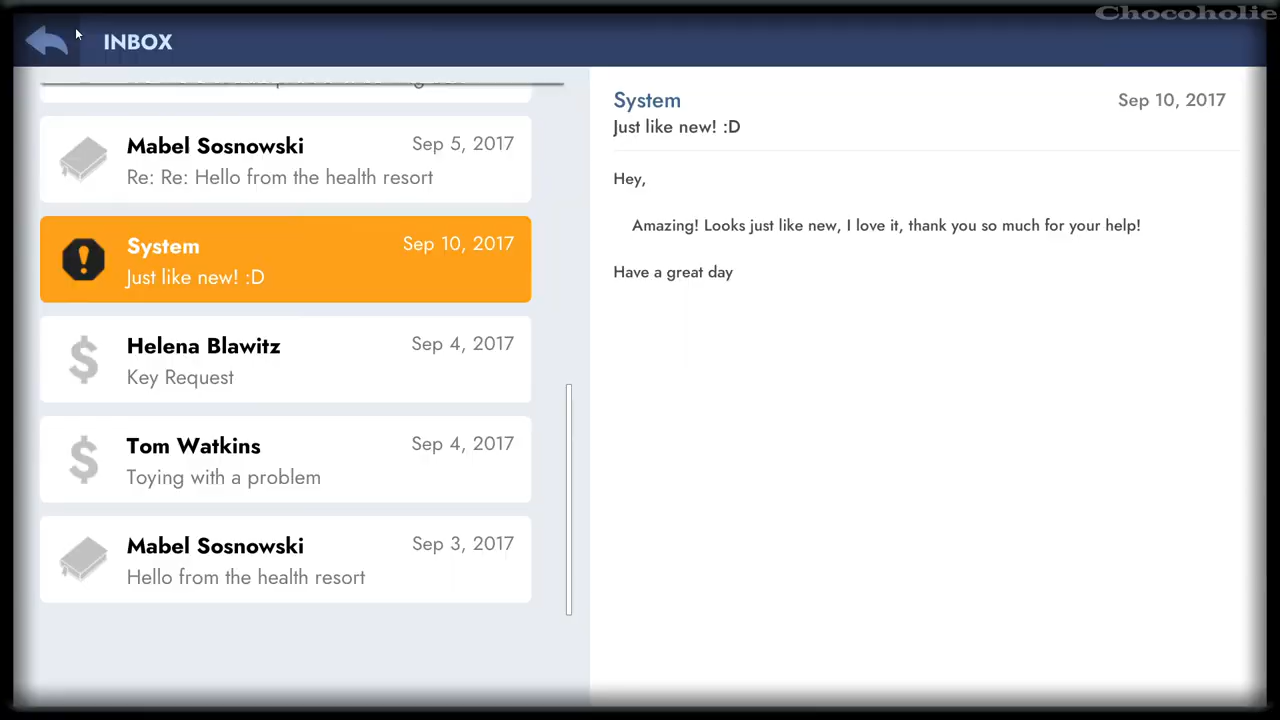 Chocoholic
INBOX
Mabel Sosnowski
Sep 5, 2017
Re: Re: Hello from the health resort
System
Sep 10, 2017
Just like new! :D
Helena Blawitz
Sep 4, 2017
Key Request
Tom Watkins
Sep 4, 2017
Toying with a problem
Mabel Sosnowski
Sep 3, 2017
Hello from the health resort
System
Sep 10, 2017
Just like new! :D
Hey,
Amazing! Looks just like new, I love it, thank you so much for your help!
Have a great day